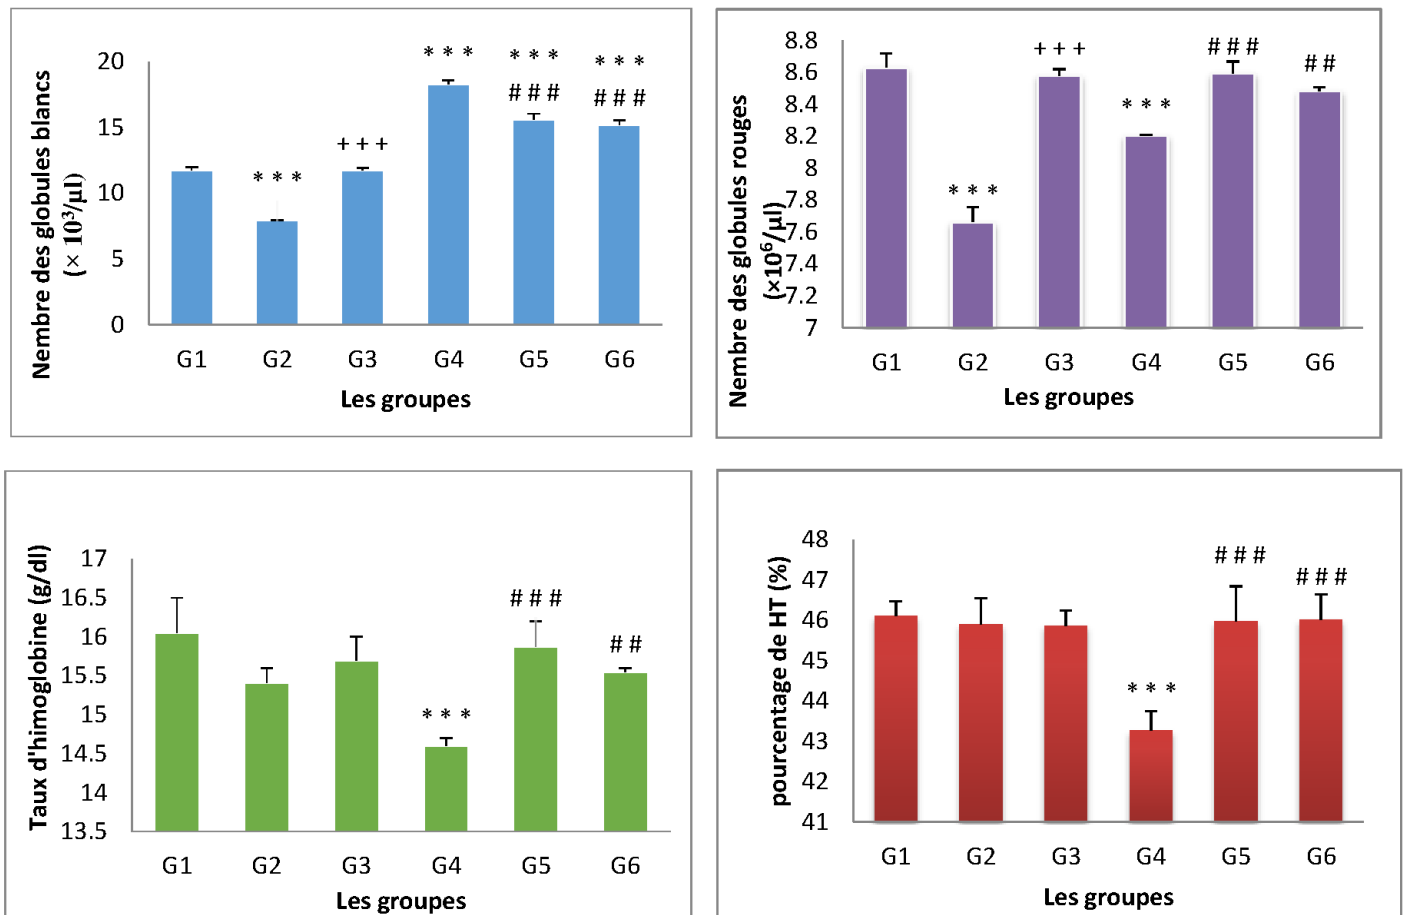 Nembre des globules blancs
(× 10³/µl)
20
15
10
5
0
* * *
+ + +
* * *
* * *
# # #
* * *
# # #
G1 G2 G3 G4 G5 G6
Les groupes
Nembre des globules rouges
(×10⁶/µl)
8.8
8.6
8.4
8.2
8
7.8
7.6
7.4
7.2
7
* * *
+ + +
* * *
# # #
# #
G1 G2 G3 G4 G5 G6
Les groupes
Taux d'himoglobine (g/dl)
17
16.5
16
15.5
15
14.5
14
13.5
* * *
# # #
# #
G1 G2 G3 G4 G5 G6
Les groupes
pourcentage de HT (%)
48
47
46
45
44
43
42
41
* * *
# # #
# # #
G1 G2 G3 G4 G5 G6
Les groupes